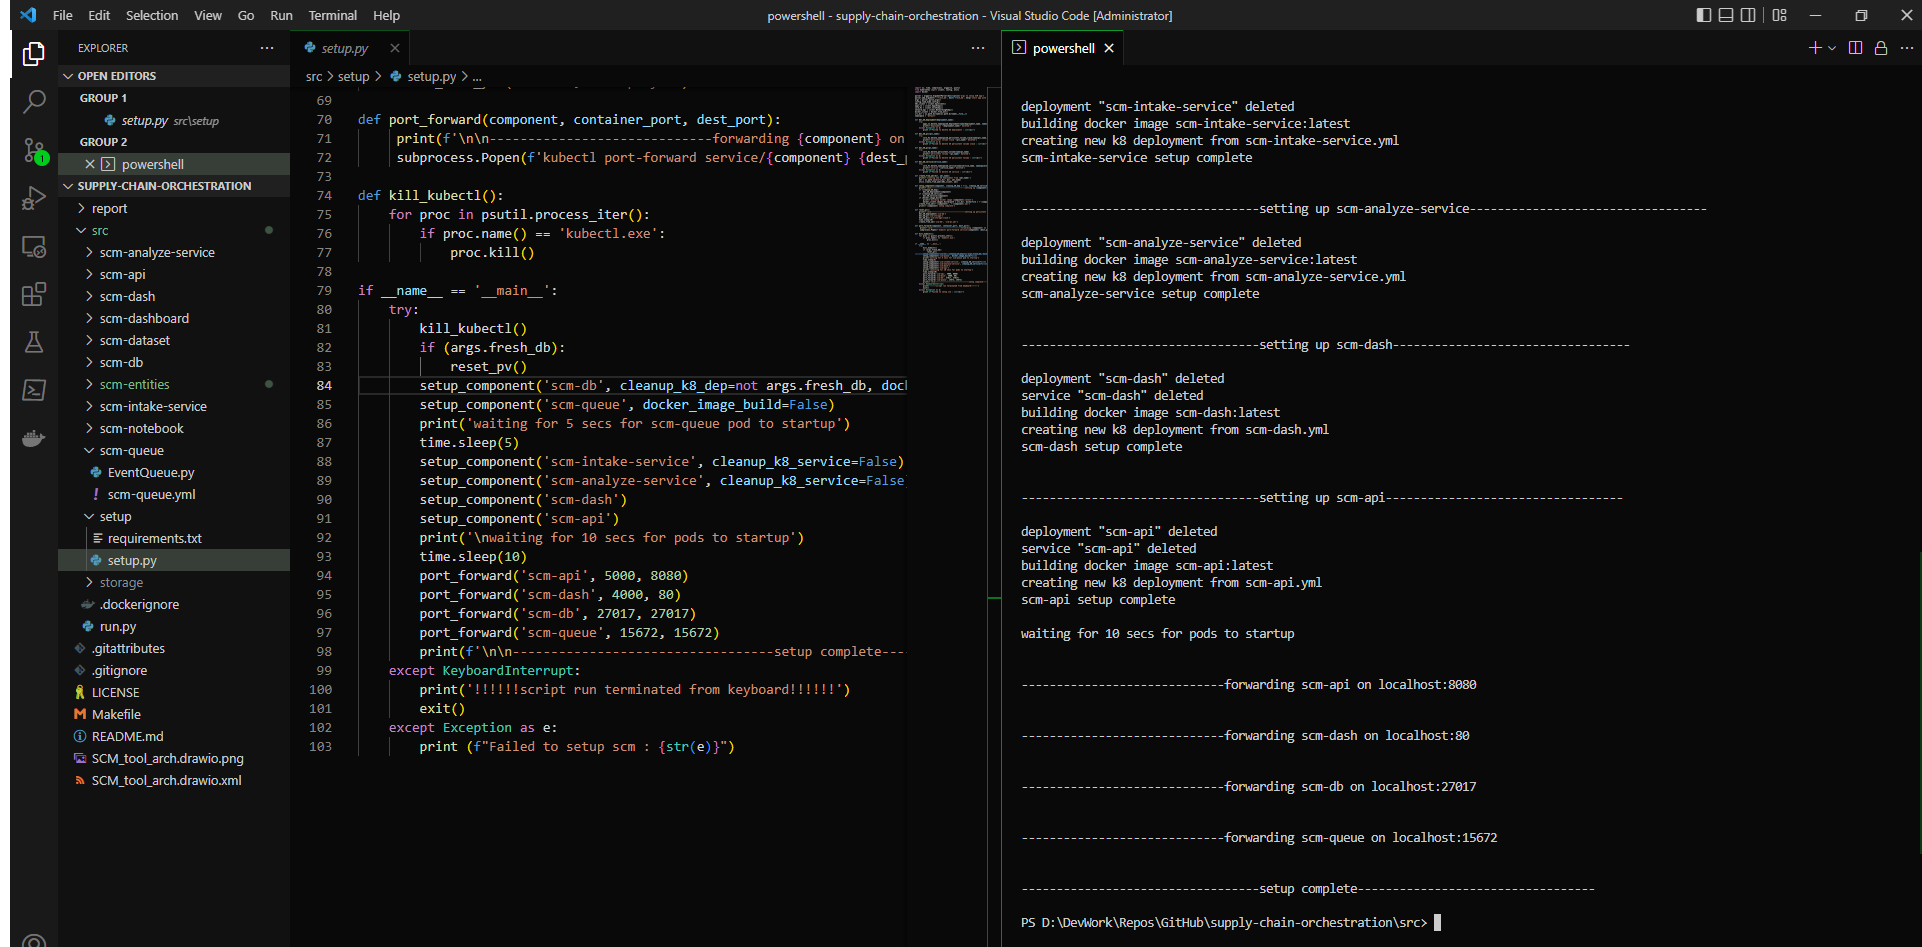 File Edit Selection View Go Run Terminal Help
powershell - supply-chain-orchestration - Visual Studio Code [Administrator]
EXPLORER
OPEN EDITORS
GROUP 1
setup.py src\setup
GROUP 2
powershell
SUPPLY-CHAIN-ORCHESTRATION
report
src
scm-analyze-service
scm-api
scm-dash
scm-dashboard
scm-dataset
scm-db
scm-entities
scm-intake-service
scm-notebook
scm-queue
EventQueue.py
! scm-queue.yml
setup
requirements.txt
setup.py
storage
.dockerignore
run.py
.gitattributes
.gitignore
LICENSE
Makefile
README.md
SCM_tool_arch.drawio.png
SCM_tool_arch.drawio.xml
1
setup.py
src > setup > setup.py > ...
69
70 def port_forward(component, container_port, dest_port):
71 print(f'\n\n-----------------------------forwarding {component} on
72 subprocess.Popen(f'kubectl port-forward service/{component} {dest_p
73
74 def kill_kubectl():
75 for proc in psutil.process_iter():
76 if proc.name() == 'kubectl.exe':
77 proc.kill()
78
79 if __name__ == '__main__':
80 try:
81 kill_kubectl()
82 if (args.fresh_db):
83 reset_pv()
84 setup_component('scm-db', cleanup_k8_dep=not args.fresh_db, doc
85 setup_component('scm-queue', docker_image_build=False)
86 print('waiting for 5 secs for scm-queue pod to startup')
87 time.sleep(5)
88 setup_component('scm-intake-service', cleanup_k8_service=False)
89 setup_component('scm-analyze-service', cleanup_k8_service=False
90 setup_component('scm-dash')
91 setup_component('scm-api')
92 print('\nwaiting for 10 secs for pods to startup')
93 time.sleep(10)
94 port_forward('scm-api', 5000, 8080)
95 port_forward('scm-dash', 4000, 80)
96 port_forward('scm-db', 27017, 27017)
97 port_forward('scm-queue', 15672, 15672)
98 print(f'\n\n----------------------------------setup complete----
99 except KeyboardInterrupt:
100 print('!!!!!!script run terminated from keyboard!!!!!!')
101 exit()
102 except Exception as e:
103 print (f"Failed to setup scm : {str(e)}")
powershell
deployment "scm-intake-service" deleted
building docker image scm-intake-service:latest
creating new k8 deployment from scm-intake-service.yml
scm-intake-service setup complete
----------------------------------setting up scm-analyze-service----------------------------------
deployment "scm-analyze-service" deleted
building docker image scm-analyze-service:latest
creating new k8 deployment from scm-analyze-service.yml
scm-analyze-service setup complete
----------------------------------setting up scm-dash----------------------------------
deployment "scm-dash" deleted
service "scm-dash" deleted
building docker image scm-dash:latest
creating new k8 deployment from scm-dash.yml
scm-dash setup complete
----------------------------------setting up scm-api----------------------------------
deployment "scm-api" deleted
service "scm-api" deleted
building docker image scm-api:latest
creating new k8 deployment from scm-api.yml
scm-api setup complete
waiting for 10 secs for pods to startup
-----------------------------forwarding scm-api on localhost:8080
-----------------------------forwarding scm-dash on localhost:80
-----------------------------forwarding scm-db on localhost:27017
-----------------------------forwarding scm-queue on localhost:15672
----------------------------------setup complete----------------------------------
PS D:\DevWork\Repos\GitHub\supply-chain-orchestration\src>